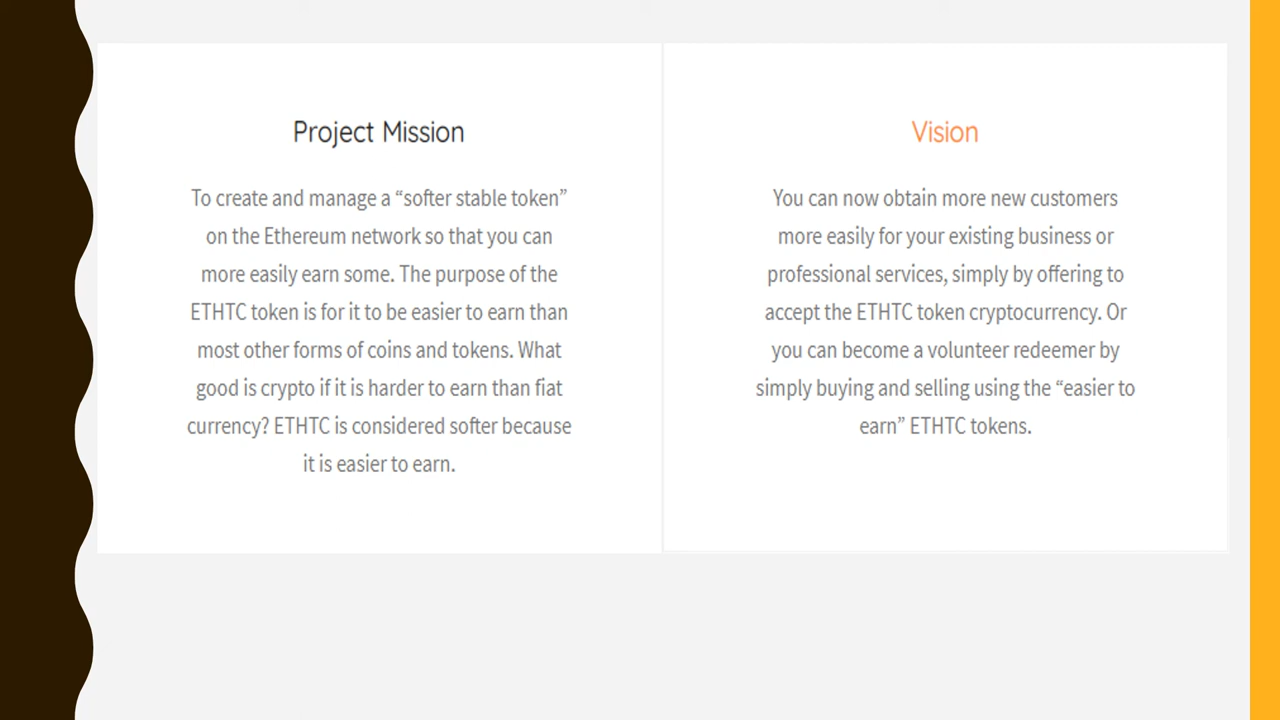 Project Mission
To create and manage a “softer stable token”
on the Ethereum network so that you can
more easily earn some. The purpose of the
ETHTC token is for it to be easier to earn than
most other forms of coins and tokens. What
good is crypto if it is harder to earn than fiat
currency? ETHTC is considered softer because
it is easier to earn.
Vision
You can now obtain more new customers
more easily for your existing business or
professional services, simply by offering to
accept the ETHTC token cryptocurrency. Or
you can become a volunteer redeemer by
simply buying and selling using the “easier to
earn” ETHTC tokens.